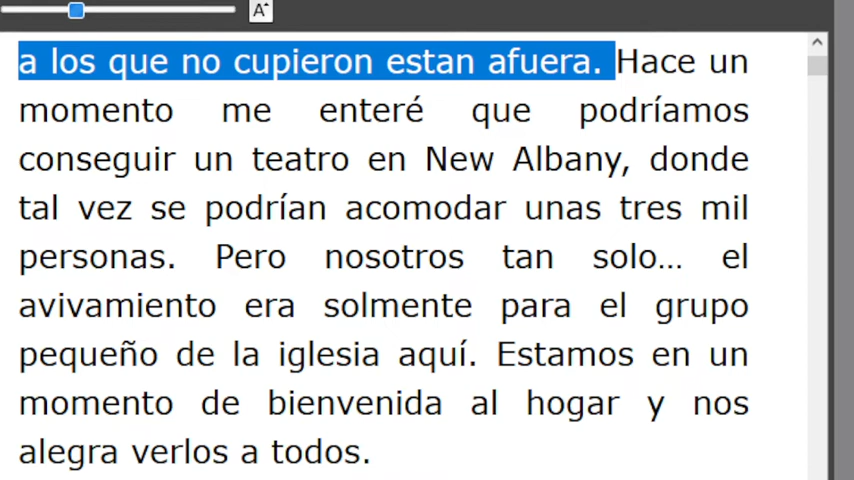 A
a los que no cupieron estan afuera. Hace un
momento me enteré que podríamos
conseguir un teatro en New Albany, donde
tal vez se podrían acomodar unas tres mil
personas. Pero nosotros tan solo… el
avivamiento era solmente para el grupo
pequeño de la iglesia aquí. Estamos en un
momento de bienvenida al hogar y nos
alegra verlos a todos.